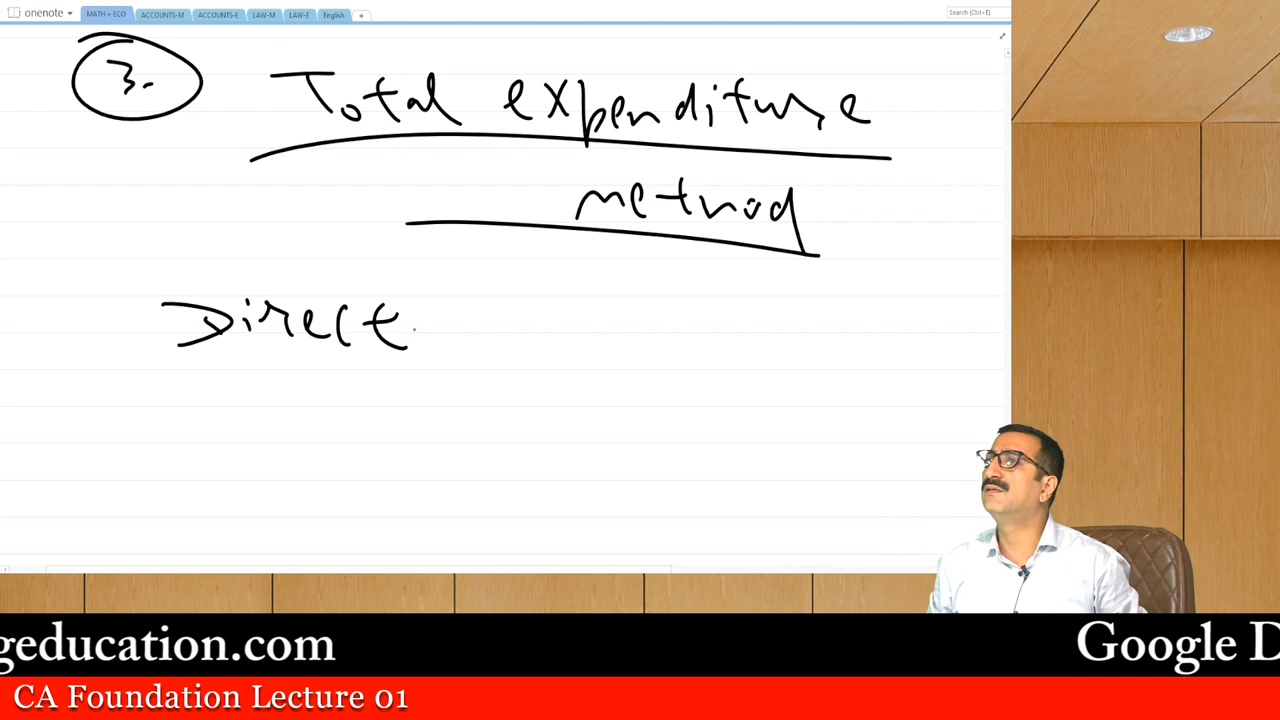 onenote MATH + ECO ACCOUNTS-M ACCOUNTS-E LAW-M LAW-E English + Search (Ctrl+E)
3. Total expenditure
method
Direct
geducation.com Google D
CA Foundation Lecture 01